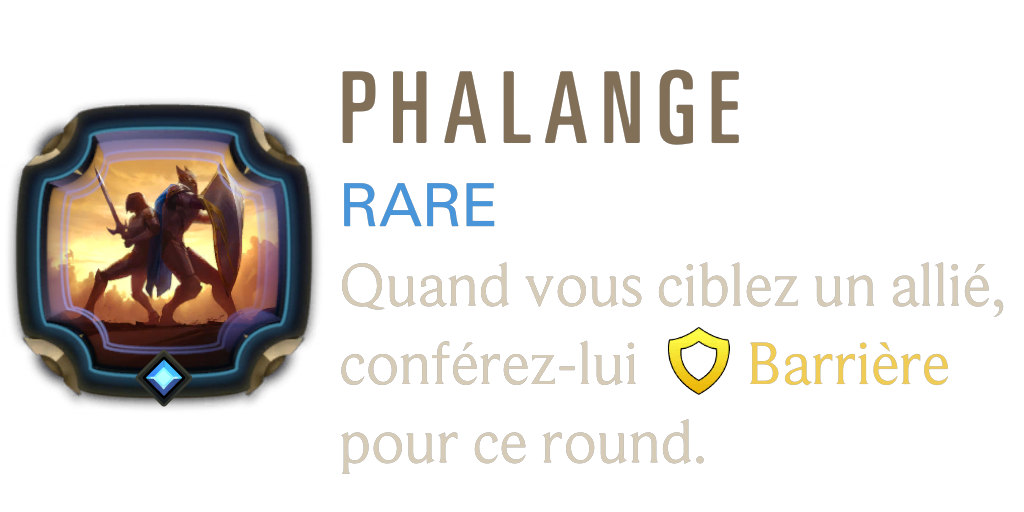 PHALANGE
RARE
Quand vous ciblez un allié,
conférez-lui Barrière
pour ce round.